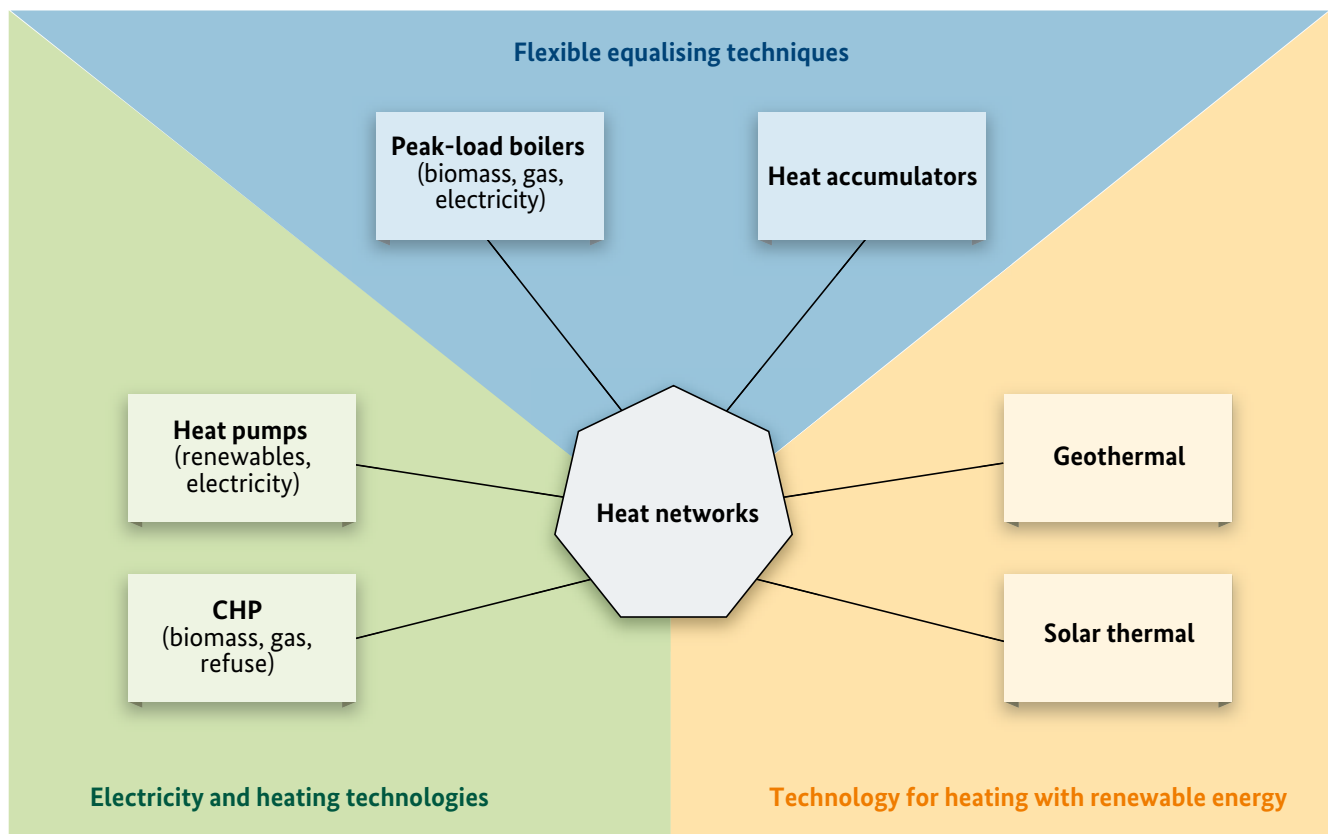 Flexible equalising techniques
Peak-load boilers
(biomass, gas,
electricity)
Heat accumulators
Heat pumps
(renewables,
electricity)
Geothermal
Heat networks
CHP
(biomass, gas,
refuse)
Solar thermal
Electricity and heating technologies
Technology for heating with renewable energy